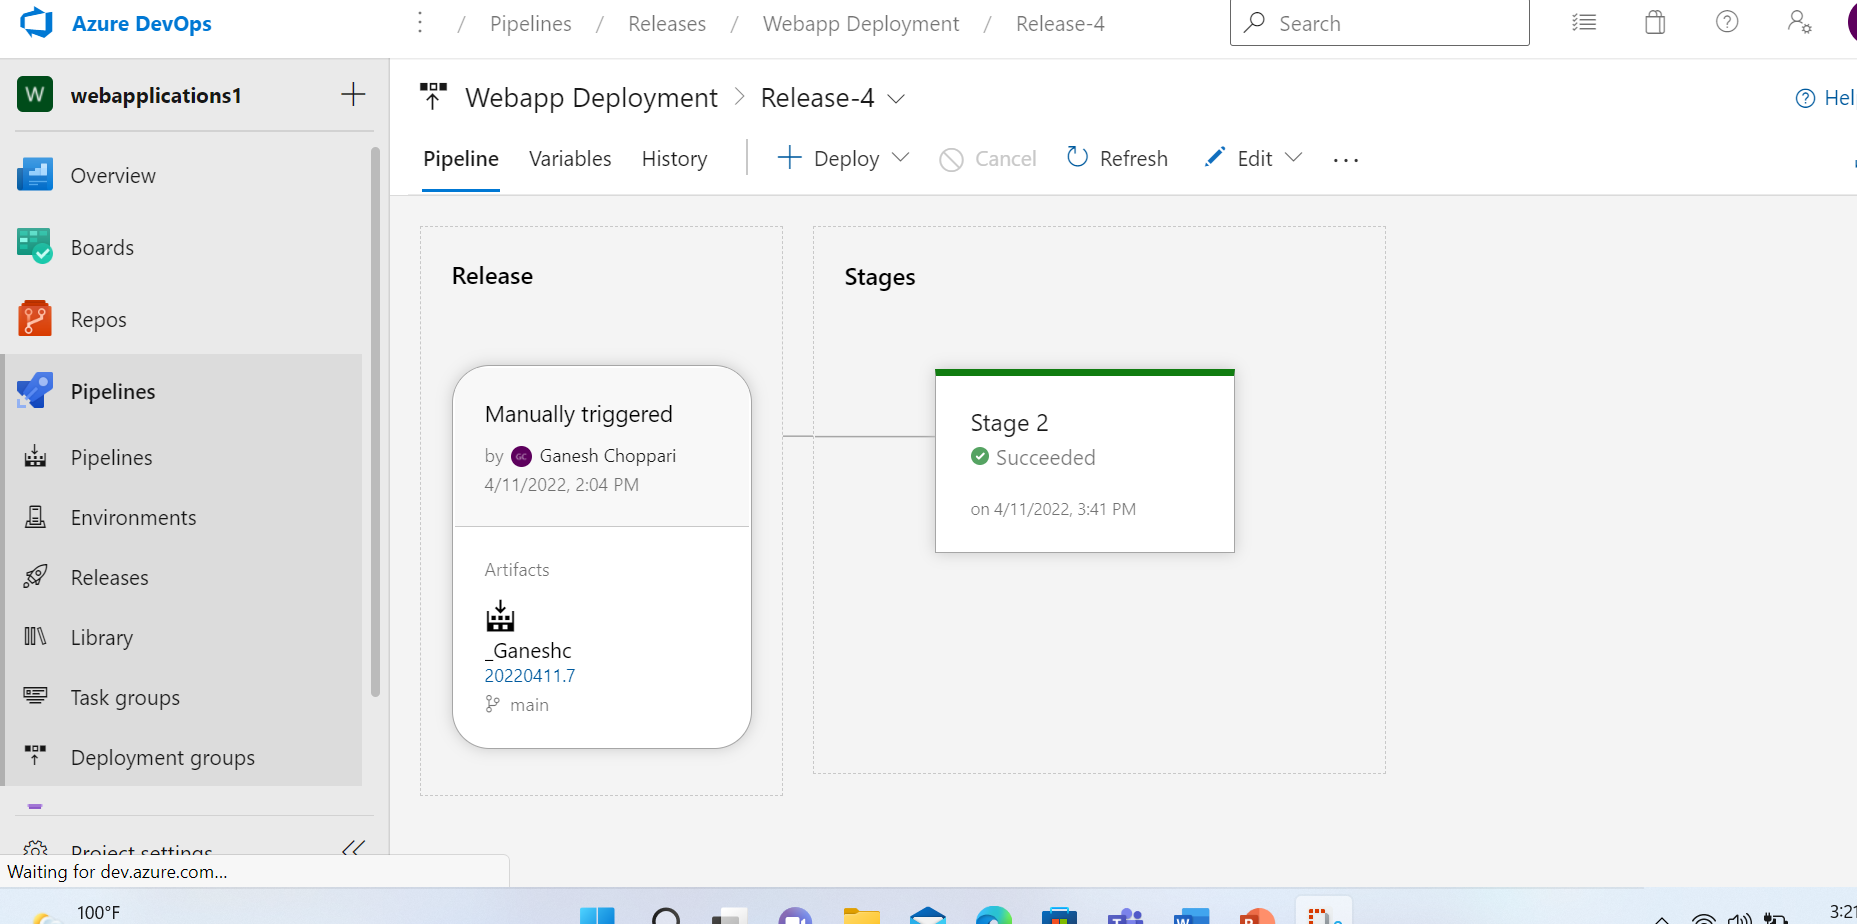 Azure DevOps
/ Pipelines / Releases / Webapp Deployment / Release-4
Search
W webapplications1
Webapp Deployment > Release-4
Pipeline Variables History Deploy Cancel Refresh Edit ...
Overview
Boards
Repos
Pipelines
Pipelines
Environments
Releases
Library
Task groups
Deployment groups
Project settings
Waiting for dev.azure.com...
Release
Manually triggered
by GC Ganesh Choppari
4/11/2022, 2:04 PM
Artifacts
_Ganeshc
20220411.7
main
Stages
Stage 2
Succeeded
on 4/11/2022, 3:41 PM
100°F